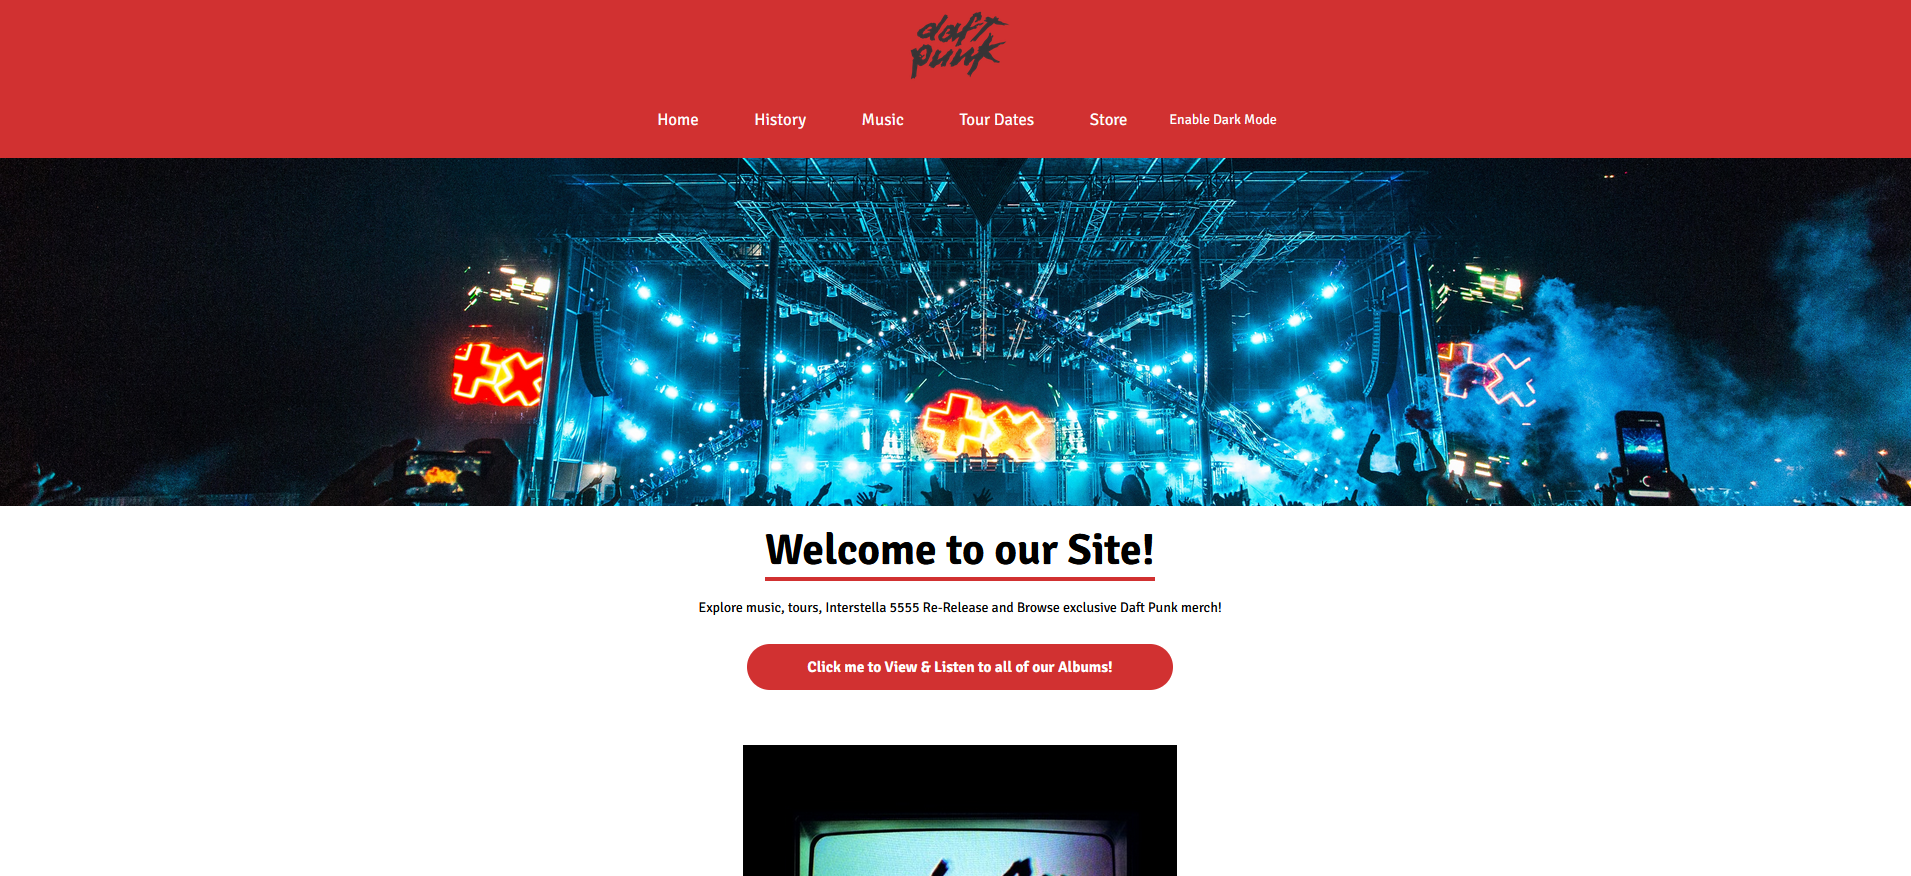 daft
punk
Home History Music Tour Dates Store Enable Dark Mode
Welcome to our Site!
Explore music, tours, Interstella 5555 Re-Release and Browse exclusive Daft Punk merch!
Click me to View & Listen to all of our Albums!